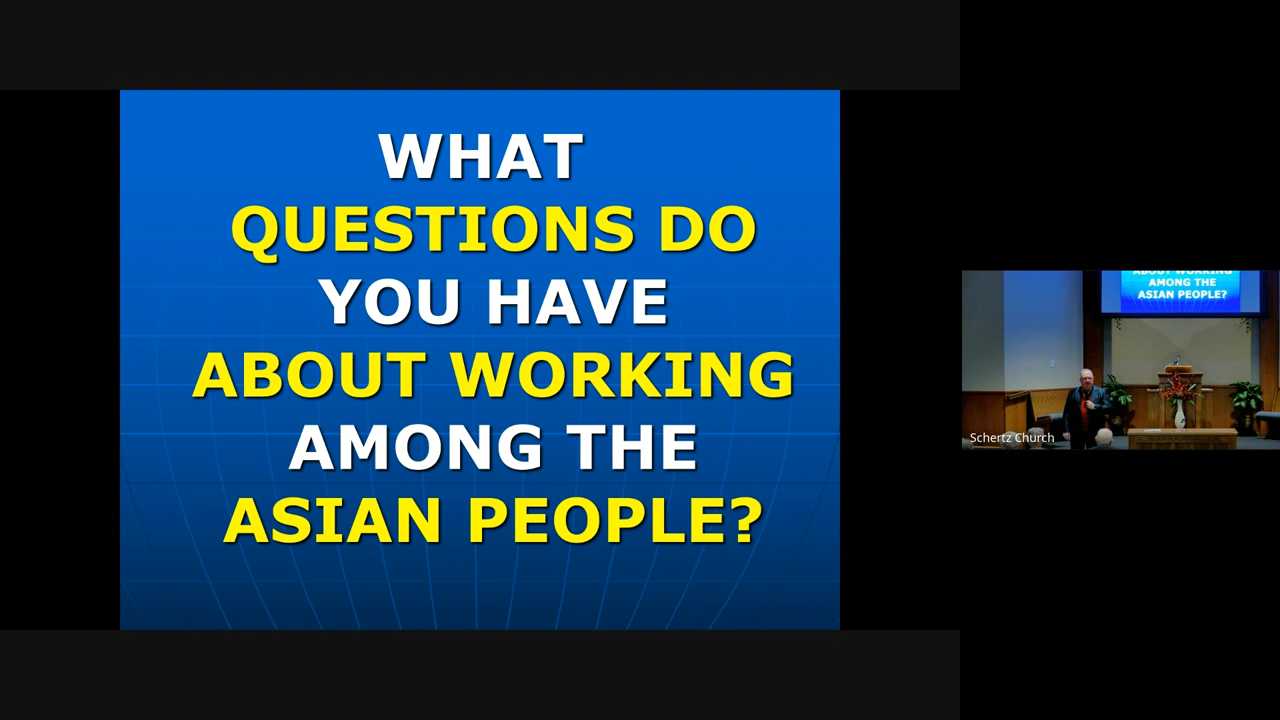 WHAT
QUESTIONS DO
YOU HAVE
ABOUT WORKING
AMONG THE
ASIAN PEOPLE?
ABOUT WORKING
AMONG THE
ASIAN PEOPLE?
Schertz Church